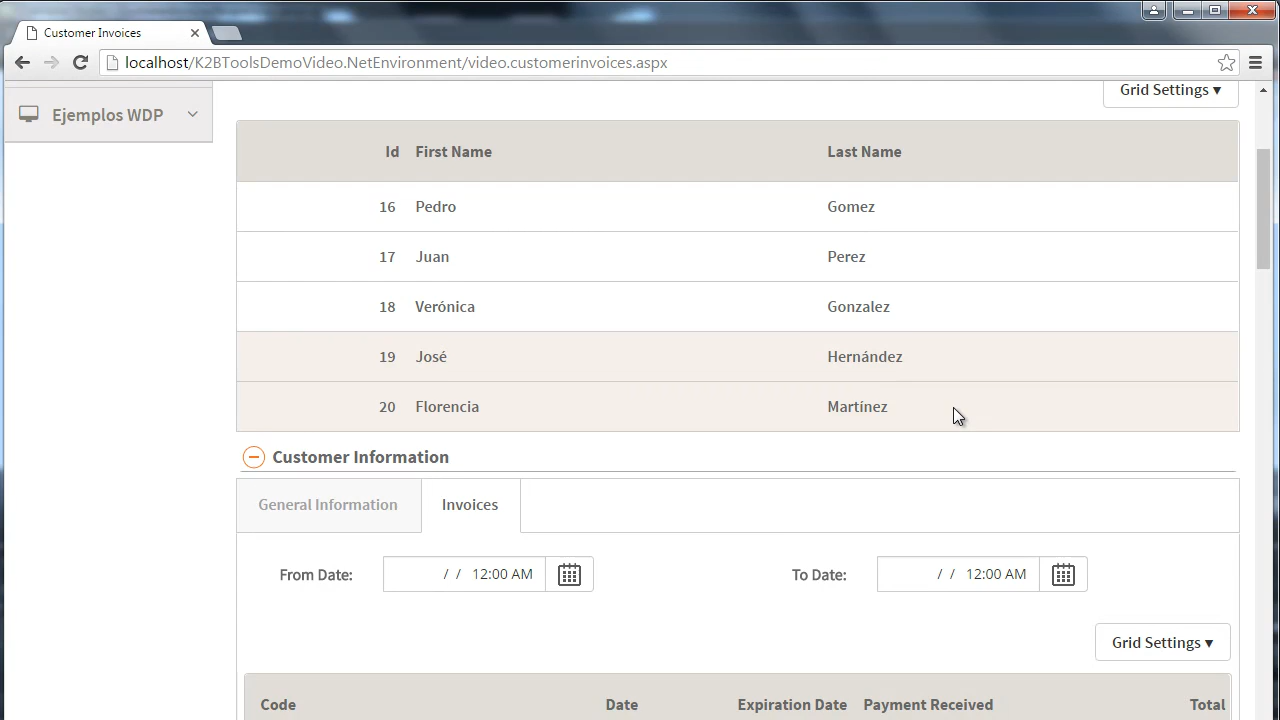 Customer Invoices
localhost/K2BToolsDemoVideo.NetEnvironment/video.customerinvoices.aspx
Ejemplos WDP
Grid Settings ▾
Id First Name Last Name
16 Pedro Gomez
17 Juan Perez
18 Verónica Gonzalez
19 José Hernández
20 Florencia Martínez
Customer Information
General Information Invoices
From Date: / / 12:00 AM To Date: / / 12:00 AM
Grid Settings ▾
Code Date Expiration Date Payment Received Total